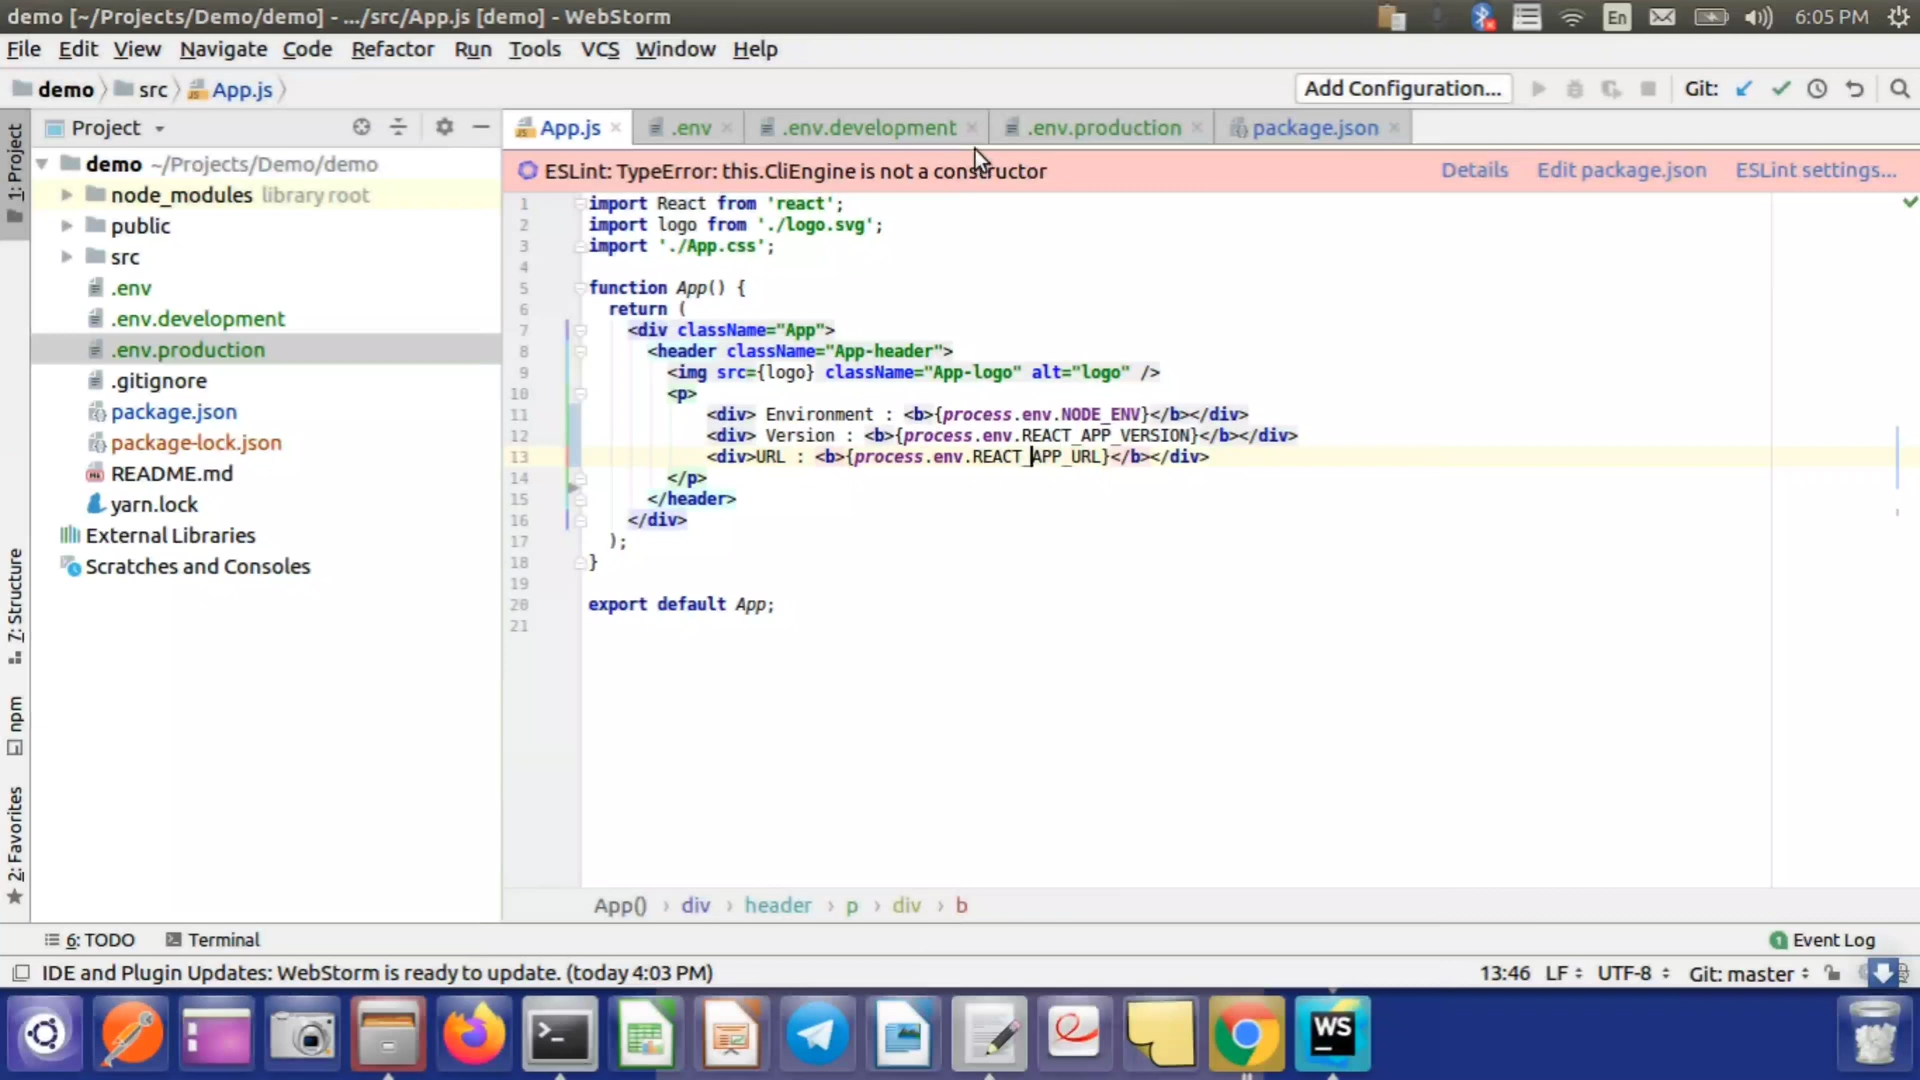 demo [~/Projects/Demo/demo] - .../src/App.js [demo] - WebStorm
En
6:05 PM
File Edit View Navigate Code Refactor Run Tools VCS Window Help
demo src App.js
Add Configuration... Git:
1: Project
Project
App.js .env .env.development .env.production package.json
ESLint: TypeError: this.CliEngine is not a constructor Details Edit package.json ESLint settings...
demo ~/Projects/Demo/demo
node_modules library root
public
src
.env
.env.development
.env.production
.gitignore
package.json
package-lock.json
README.md
yarn.lock
External Libraries
Scratches and Consoles
7: Structure
npm
2: Favorites
1 import React from 'react';
2 import logo from './logo.svg';
3 import './App.css';
4
5 function App() {
6 return (
7 <div className="App">
8 <header className="App-header">
9 <img src={logo} className="App-logo" alt="logo" />
10 <p>
11 <div> Environment : <b>{process.env.NODE_ENV}</b></div>
12 <div> Version : <b>{process.env.REACT_APP_VERSION}</b></div>
13 <div>URL : <b>{process.env.REACT_APP_URL}</b></div>
14 </p>
15 </header>
16 </div>
17 );
18 }
19
20 export default App;
21
App() › div › header › p › div › b
6: TODO Terminal
1 Event Log
IDE and Plugin Updates: WebStorm is ready to update. (today 4:03 PM)
13:46 LF UTF-8 Git: master
WS